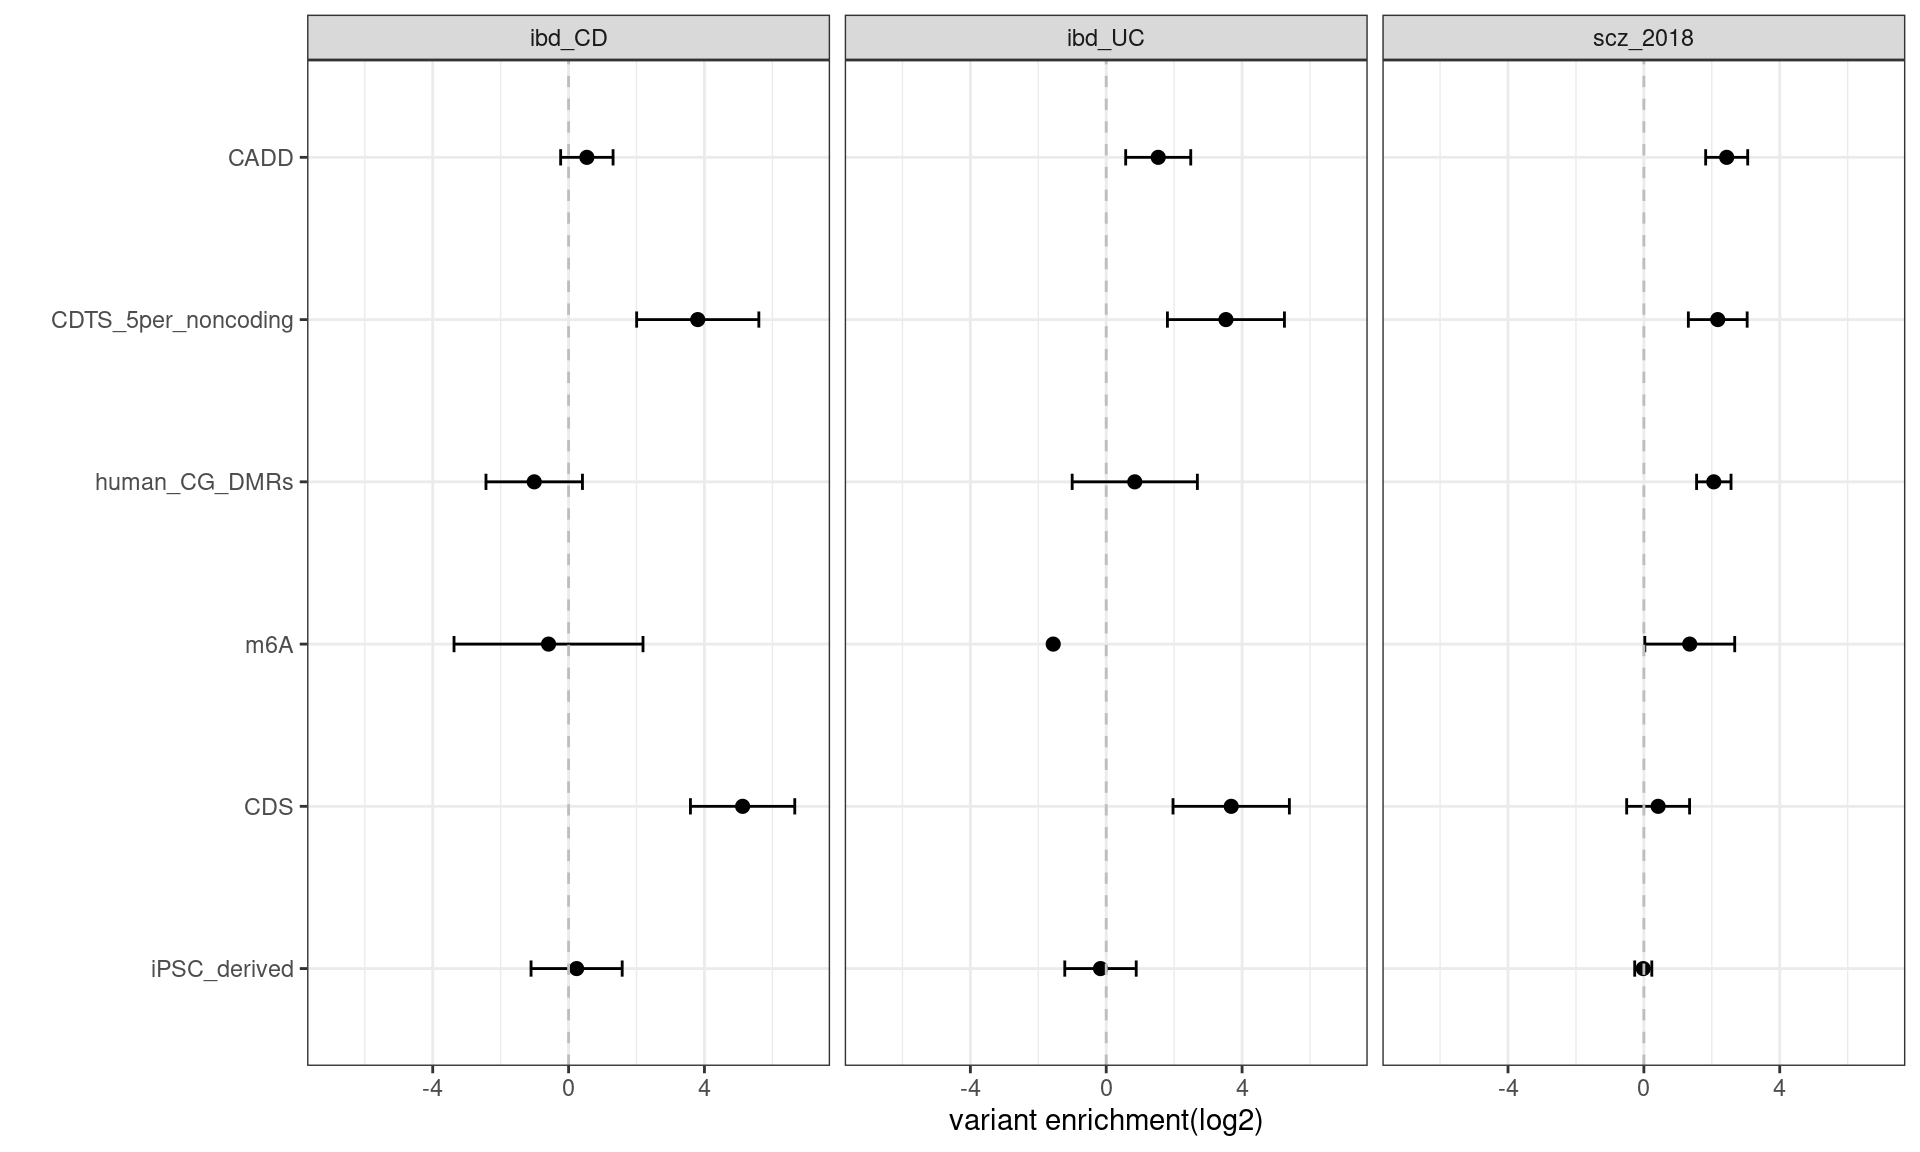 ibd_CD
ibd_UC
scz_2018
CADD
CDTS_5per_noncoding
human_CG_DMRs
m6A
CDS
iPSC_derived
-4 0 4
-4 0 4
-4 0 4
variant enrichment(log2)